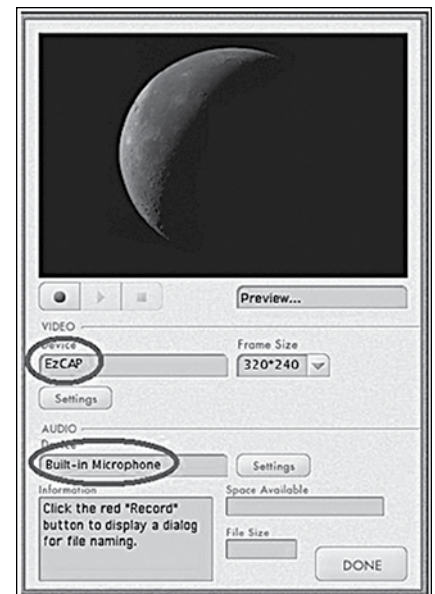 Preview...
VIDEO
Device
Frame Size
EzCAP
320*240
Settings
AUDIO
Device
Built-in Microphone
Settings
Information
Space Available
Click the red "Record"
button to display a dialog
for file naming.
File Size
DONE